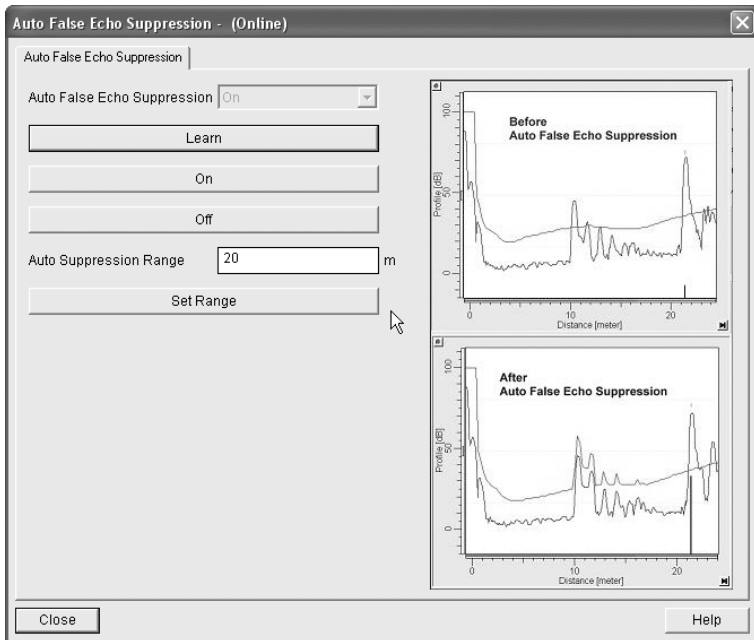 Auto False Echo Suppression - (Online)
Auto False Echo Suppression
Auto False Echo Suppression On
Learn
On
Off
Auto Suppression Range 20 m
Set Range
Before
Auto False Echo Suppression
Profile [dB]
100
50
0
0 10 20
Distance [meter]
After
Auto False Echo Suppression
Profile [dB]
100
50
0
0 10 20
Distance [meter]
Close
Help